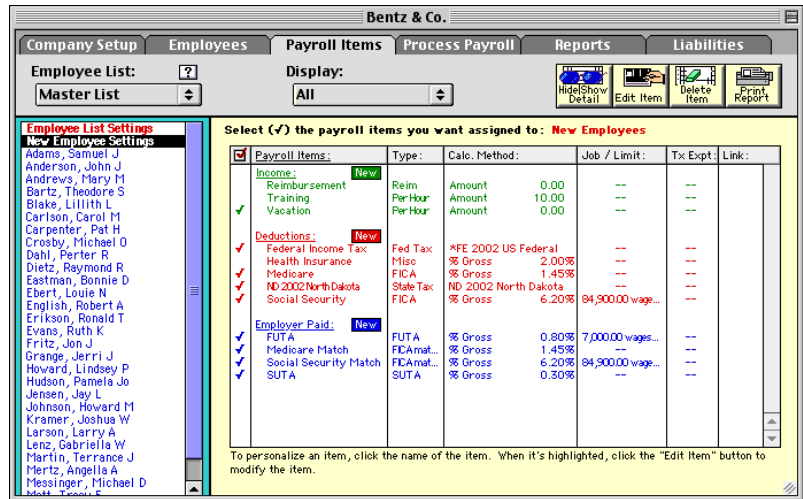 Bentz & Co.
Company Setup Employees Payroll Items Process Payroll Reports Liabilities
Employee List: ? Display:
Master List All
Hide|Show Detail Edit Item Delete Item Print Report
Employee List Settings
New Employee Settings
Adams, Samuel J
Anderson, John J
Andrews, Mary M
Bartz, Theodore S
Blake, Lillith L
Carlson, Carol M
Carpenter, Pat H
Crosby, Michael O
Dahl, Perter R
Dietz, Raymond R
Eastman, Bonnie D
Ebert, Louie N
English, Robert A
Erikson, Ronald T
Evans, Ruth K
Fritz, Jon J
Grange, Jerri J
Howard, Lindsey P
Hudson, Pamela Jo
Jensen, Jay L
Johnson, Howard M
Kramer, Joshua W
Larson, Larry A
Lenz, Gabriella W
Martin, Terrance J
Mertz, Angella A
Messinger, Michael D
Mott, Tracy F
Select (√) the payroll items you want assigned to: New Employees
Payroll Items: Type: Calc. Method: Job / Limit: Tx Expt: Link:
Income: New
Reimbursement Reim Amount 0.00 -- --
Training Per Hour Amount 10.00 -- --
√ Vacation Per Hour Amount 0.00 -- --
Deductions: New
√ Federal Income Tax Fed Tax *FE 2002 US Federal -- --
Health Insurance Misc % Gross 2.00% -- --
√ Medicare FICA % Gross 1.45% -- --
√ ND 2002 North Dakota State Tax ND 2002 North Dakota -- --
√ Social Security FICA % Gross 6.20% 84,900.00 wage... --
Employer Paid: New
√ FUTA FUTA % Gross 0.80% 7,000.00 wages... --
√ Medicare Match FICAmat... % Gross 1.45% -- --
√ Social Security Match FICAmat... % Gross 6.20% 84,900.00 wage... --
√ SUTA SUTA % Gross 0.30% -- --
To personalize an item, click the name of the item. When it's highlighted, click the "Edit Item" button to
modify the item.